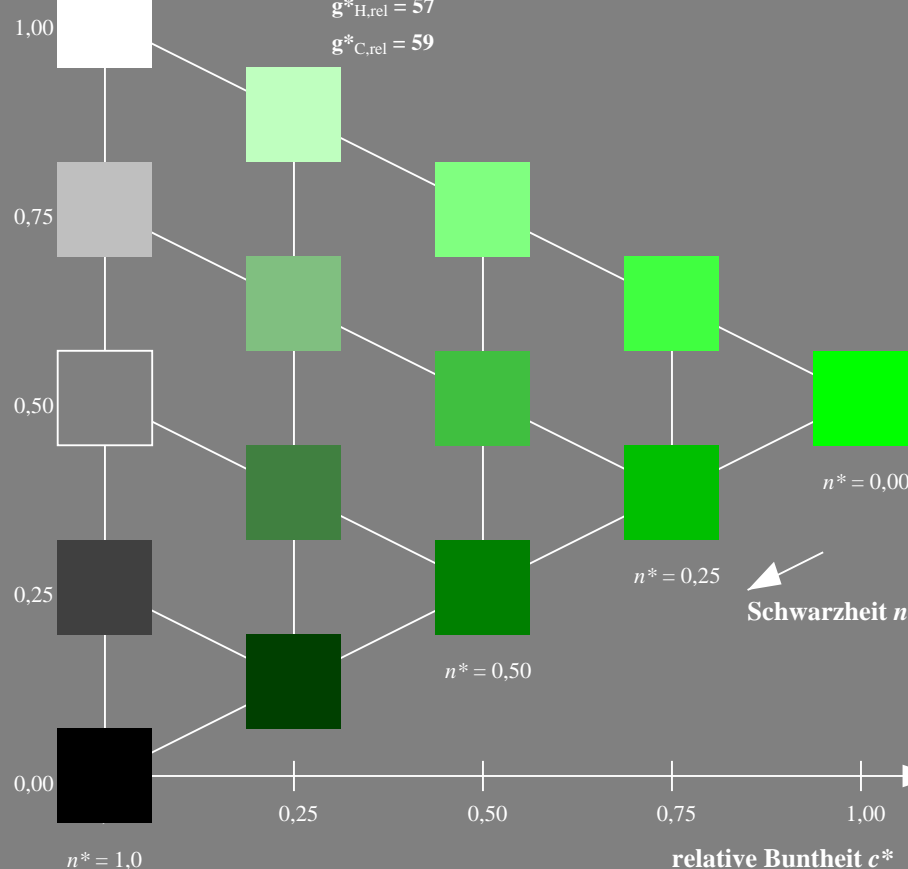 g*H,rel = 57
1,00
g*C,rel = 59
0,75
0,50
n* = 0,00
n* = 0,25
0,25
Schwarzheit n
n* = 0,50
0,00
0,25 0,50 0,75 1,00
n* = 1,0
relative Buntheit c*